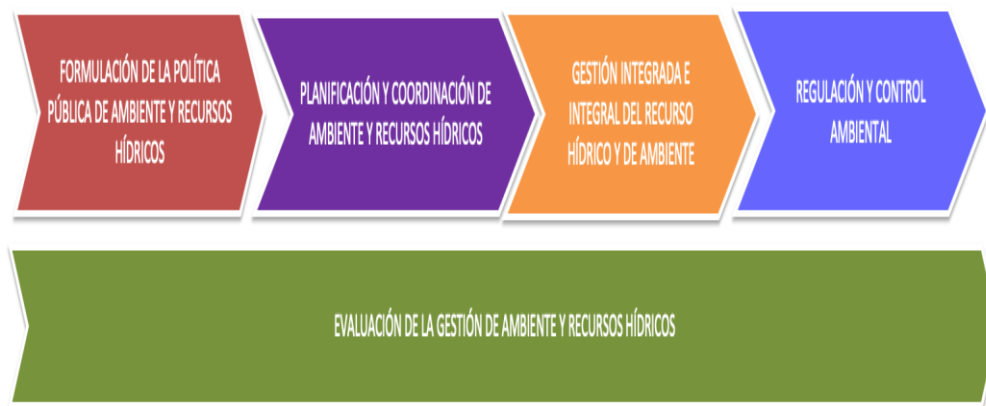 FORMULACIÓN DE LA POLÍTICA
PÚBLICA DE AMBIENTE Y RECURSOS
HÍDRICOS
PLANIFICACIÓN Y COORDINACIÓN DE
AMBIENTE Y RECURSOS HÍDRICOS
GESTIÓN INTEGRADA E
INTEGRAL DEL RECURSO
HÍDRICO Y DE AMBIENTE
REGULACIÓN Y CONTROL
AMBIENTAL
EVALUACIÓN DE LA GESTIÓN DE AMBIENTE Y RECURSOS HÍDRICOS